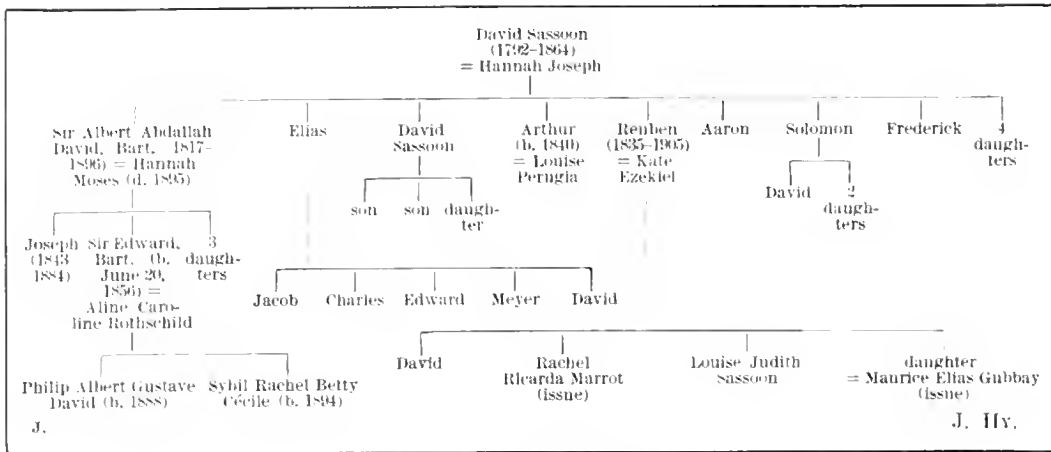 David Sassoon
(1792–1864)
= Hannah Joseph
Sir Albert Abdallah
David, Bart. 1817–
1896) = Hannah
Moses (d. 1895)
Elias
David
Sassoon
Arthur
(b. 1840)
= Louise
Perugia
Reuben
(1835–1905)
= Kate
Ezekiel
Aaron
Solomon
Frederick
4
daugh-
ters
son
son
daugh-
ter
David
2
daugh-
ters
Joseph
(1843
1884)
Sir Edward,
Bart. (b.
June 20,
1856) =
Aline Caro-
line Rothschild
3
daugh-
ters
Jacob
Charles
Edward
Meyer
David
David
Rachel
Ricarda Marrot
(issue)
Louise Judith
Sassoon
daughter
= Maurice Elias Gubbay
(issue)
Philip Albert Gustave
David (b. 1888)
Sybil Rachel Betty
Cécile (b. 1894)
J.
J. Hy.